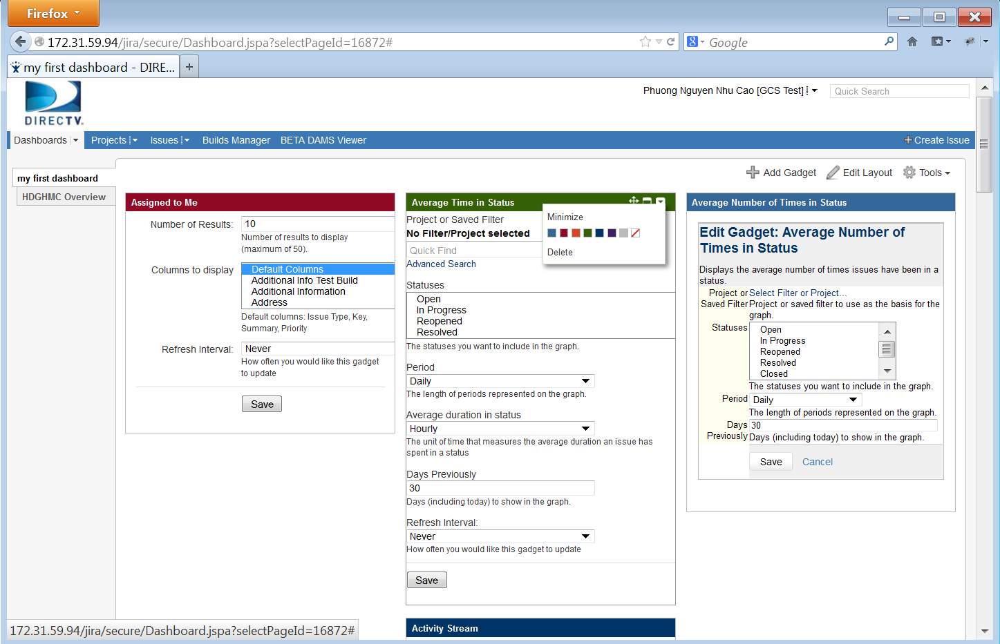 Firefox
172.31.59.94/jira/secure/Dashboard.jspa?selectPageId=16872#
Google
my first dashboard - DIRE...
DIRECTV.
Phuong Nguyen Nhu Cao [GCS Test]
Quick Search
Dashboards
Projects
Issues
Builds Manager
BETA DAMS Viewer
Create Issue
my first dashboard
HDGHMC Overview
Add Gadget
Edit Layout
Tools
Assigned to Me
Number of Results:
10
Number of results to display
(maximum of 50).
Columns to display
Default Columns
Additional Info Test Build
Additional Information
Address
Default columns: Issue Type, Key,
Summary, Priority
Refresh Interval:
Never
How often you would like this gadget
to update
Save
Average Time in Status
Project or Saved Filter
No Filter/Project selected
Quick Find
Advanced Search
Minimize
Delete
Statuses
Open
In Progress
Reopened
Resolved
The statuses you want to include in the graph.
Period
Daily
The length of periods represented on the graph.
Average duration in status
Hourly
The unit of time that measures the average duration an issue has
spent in a status
Days Previously
30
Days (including today) to show in the graph.
Refresh Interval:
Never
How often you would like this gadget to update
Save
Activity Stream
Average Number of Times in Status
Edit Gadget: Average Number of
Times in Status
Displays the average number of times issues have been in a
status.
Project or
Saved Filter
Select Filter or Project...
Project or saved filter to use as the basis for the
graph.
Statuses
Open
In Progress
Reopened
Resolved
Closed
The statuses you want to include in the graph.
Period
Daily
The length of periods represented on the graph.
Days
Previously
30
Days (including today) to show in the graph.
Save
Cancel
172.31.59.94/jira/secure/Dashboard.jspa?selectPageId=16872#